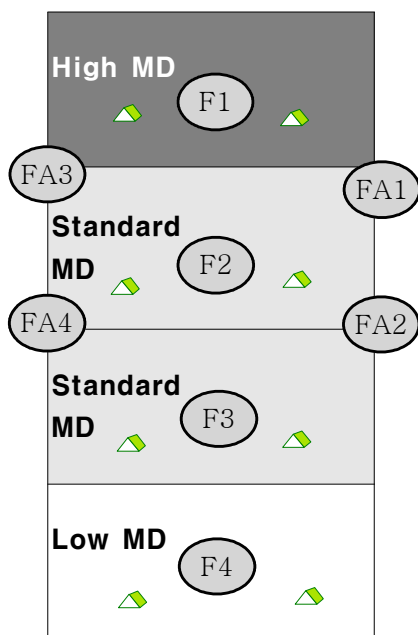 High MD
F1
FA3
FA1
Standard
MD
F2
FA4
FA2
Standard
MD
F3
Low MD
F4